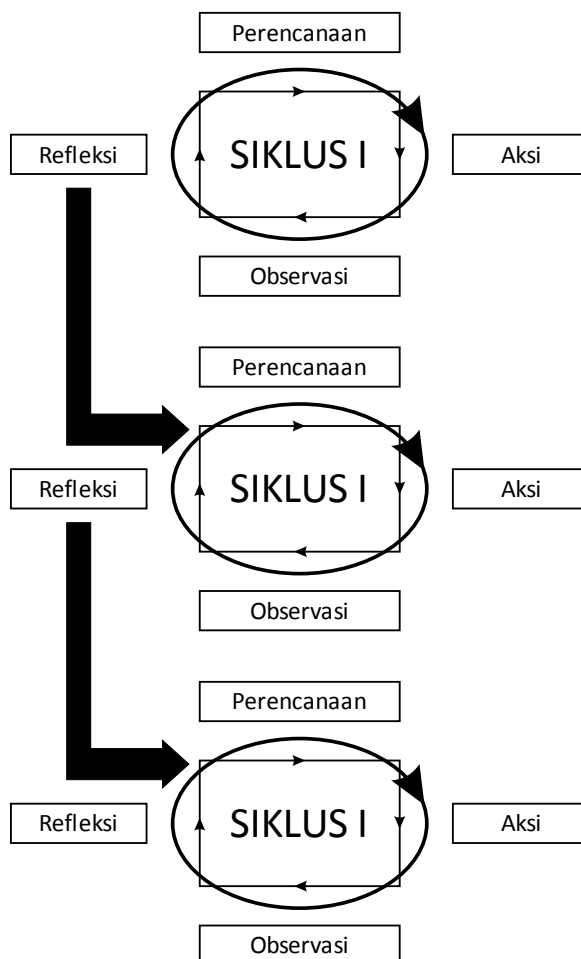 Perencanaan
Refleksi
SIKLUS I
Aksi
Observasi
Perencanaan
Refleksi
SIKLUS I
Aksi
Observasi
Perencanaan
Refleksi
SIKLUS I
Aksi
Observasi